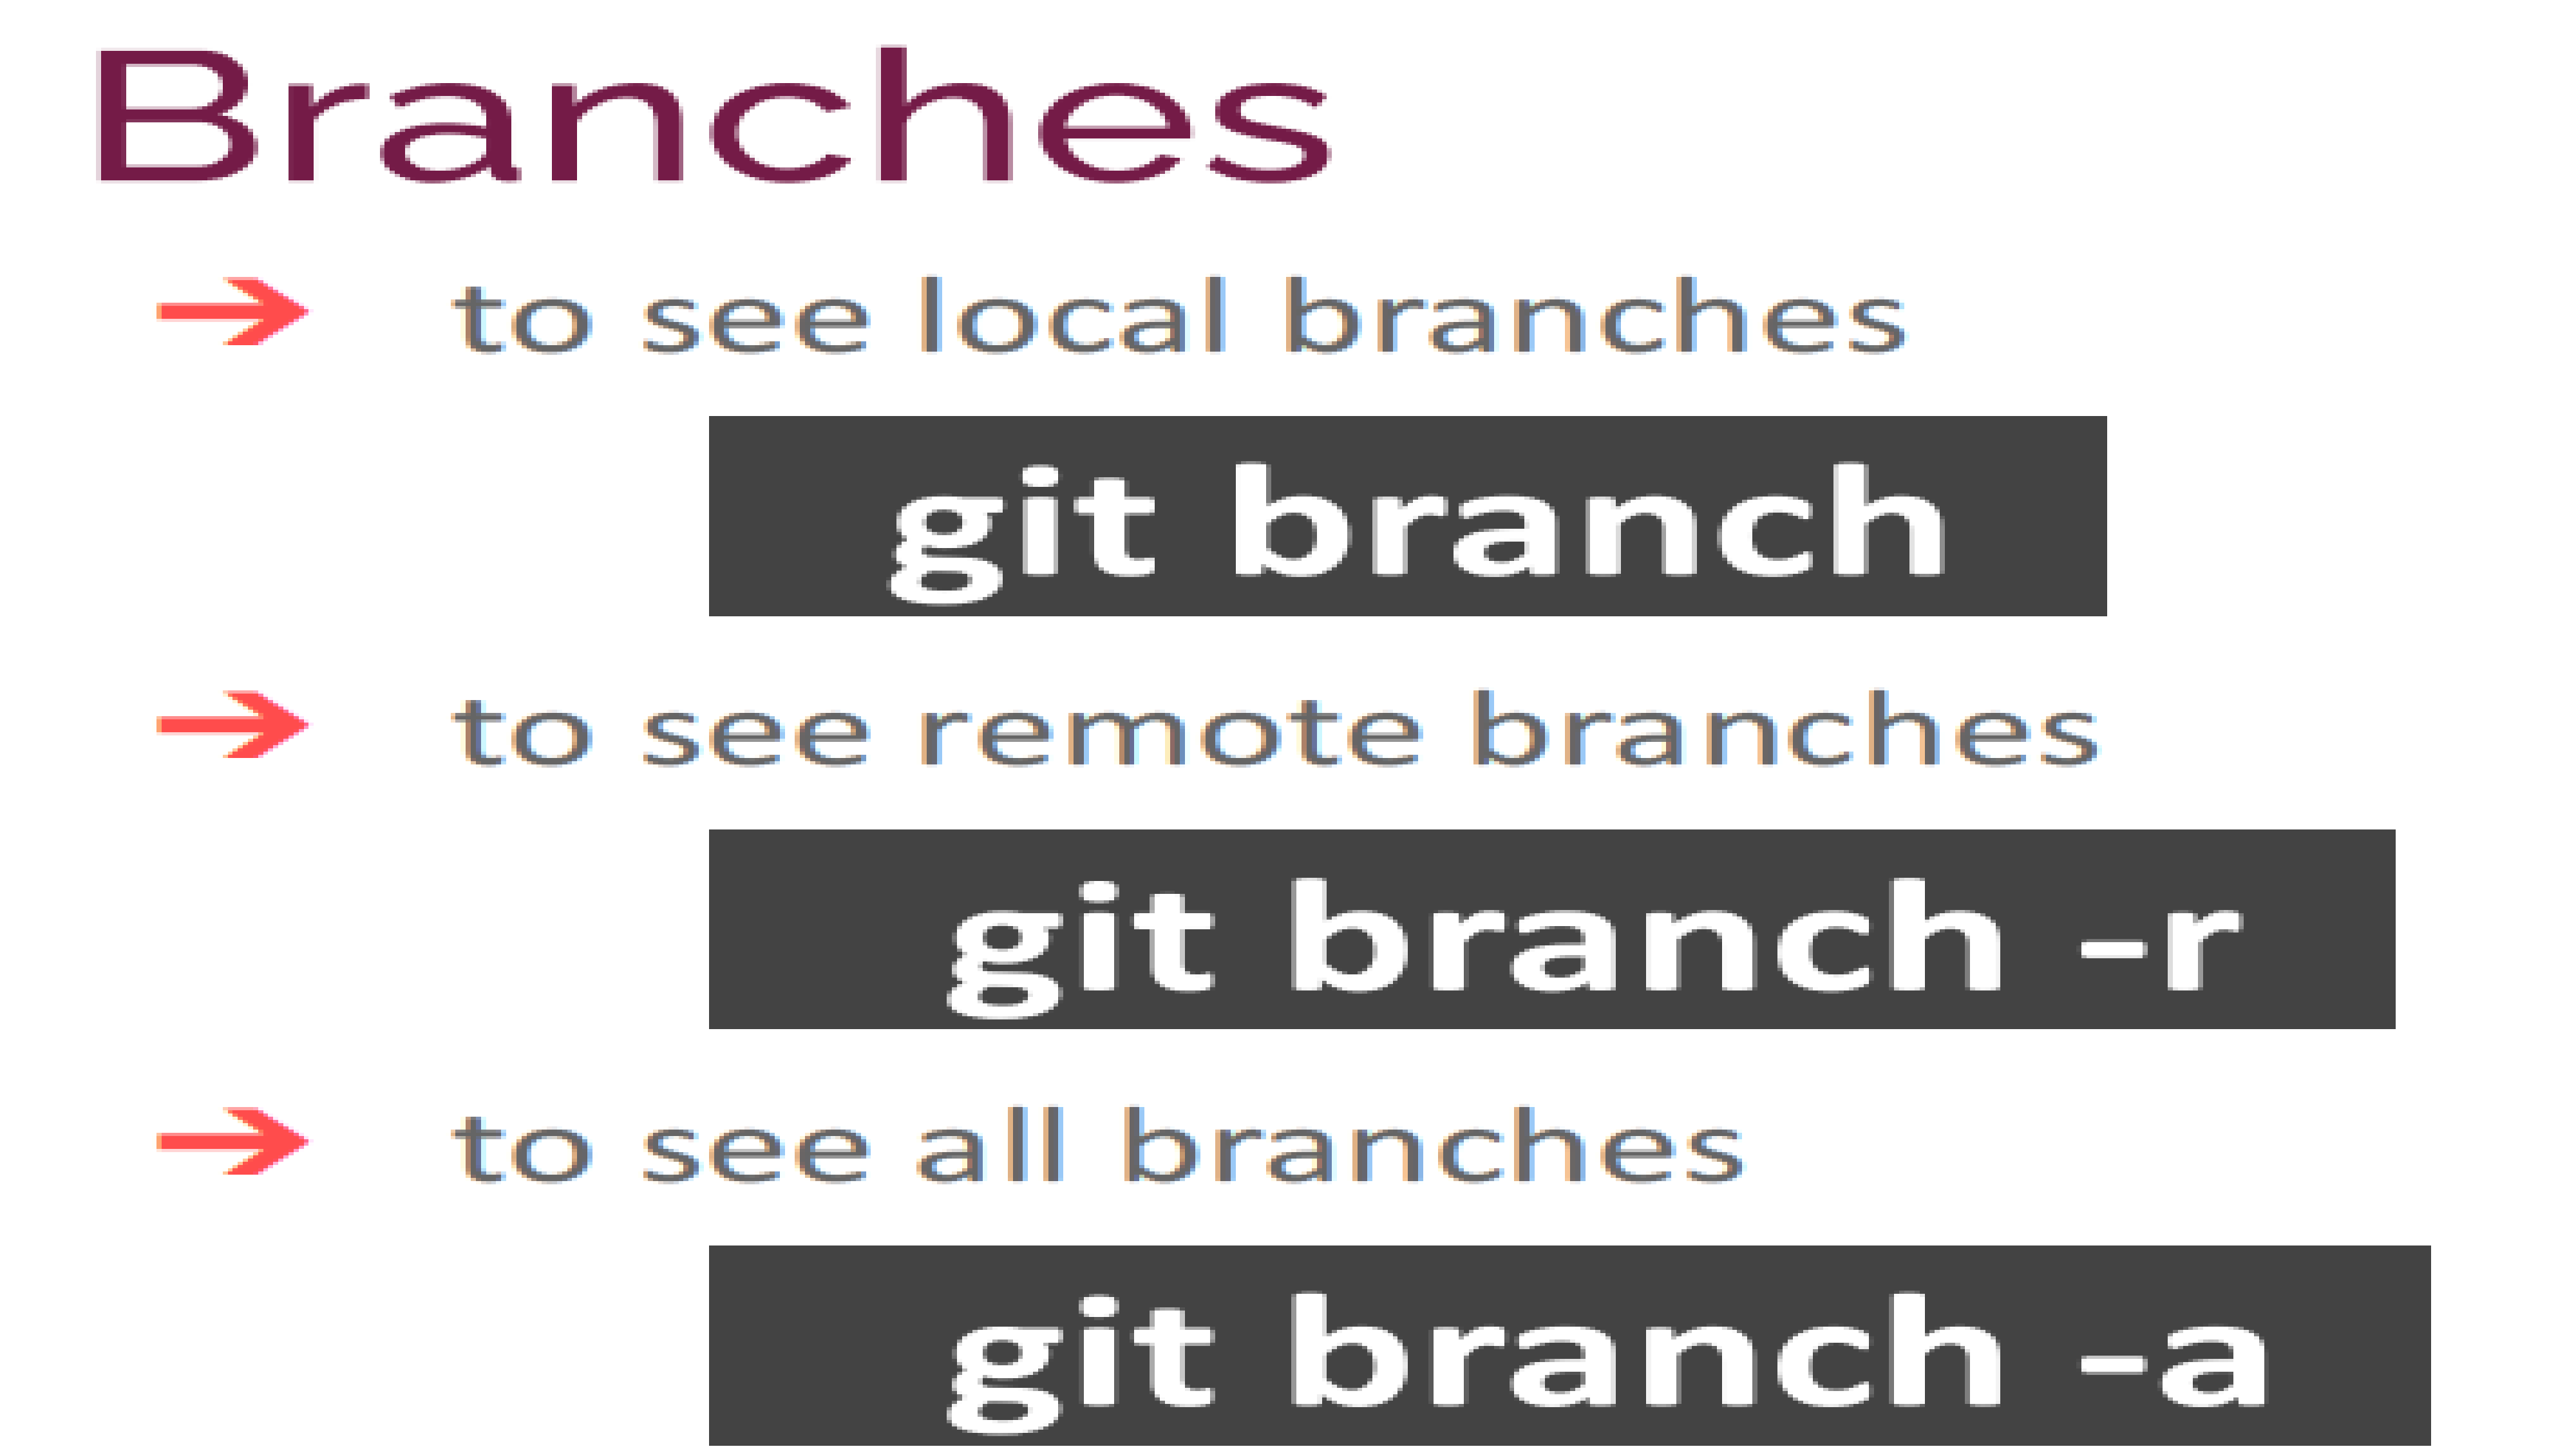 Branches
➔ to see local branches
git branch
➔ to see remote branches
git branch -r
➔ to see all branches
git branch -a